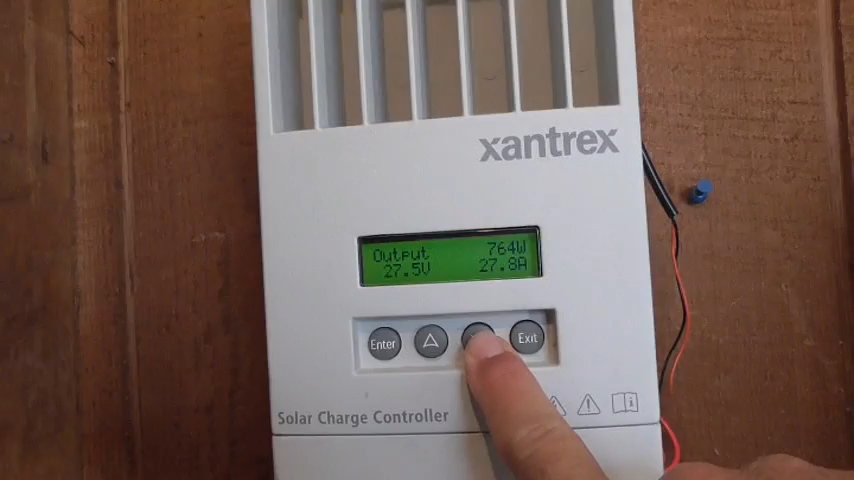 xantrex
Output 764W
27.5V 27.8A
Enter
Exit
Solar Charge Controller